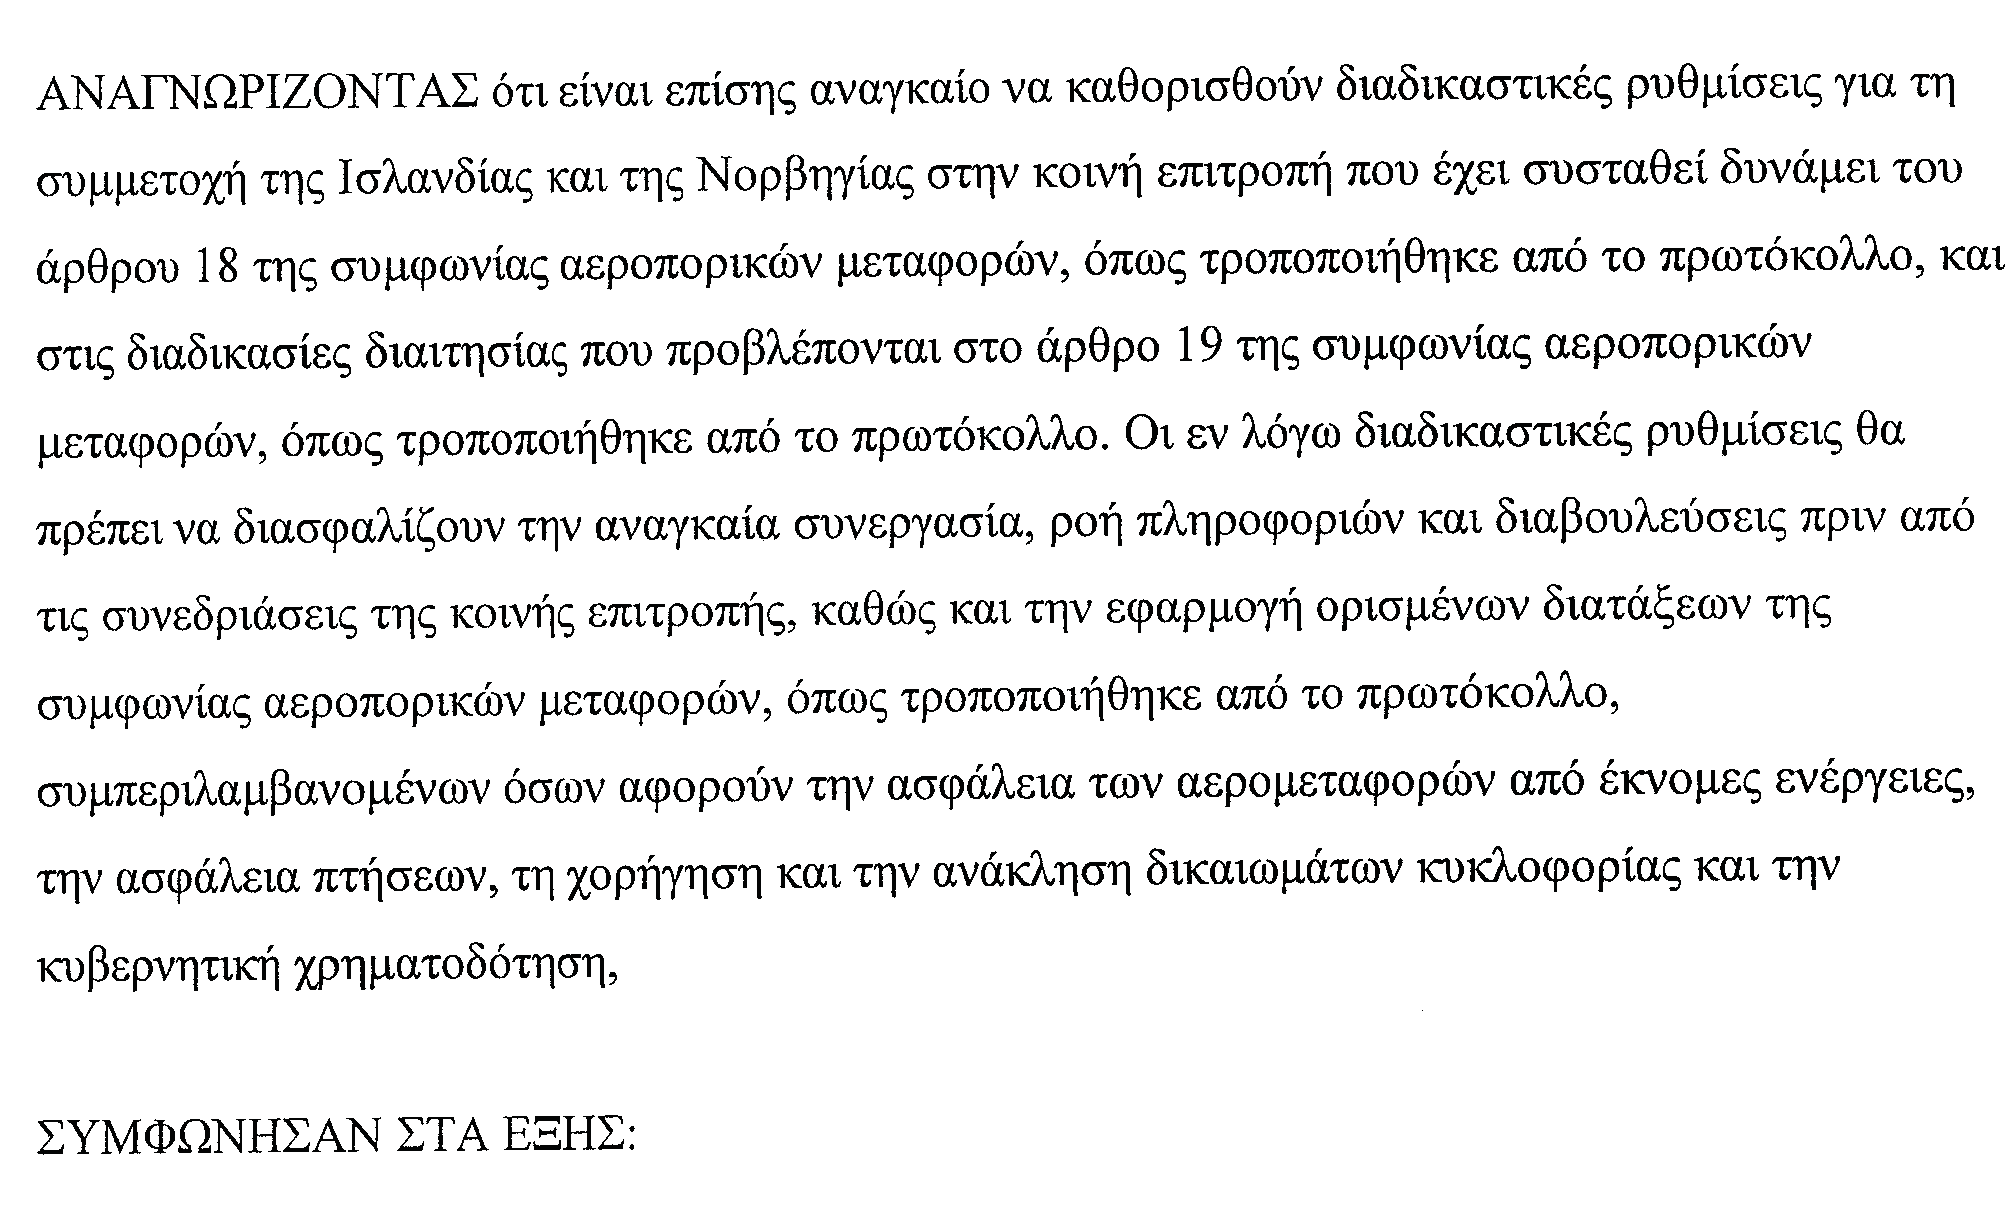 ΑΝΑΓΝΩΡΙΖΟΝΤΑΣ ότι είναι επίσης αναγκαίο να καθορισθούν διαδικαστικές ρυθμίσεις για τη
συμμετοχή της Ισλανδίας και της Νορβηγίας στην κοινή επιτροπή που έχει συσταθεί δυνάμει του
άρθρου 18 της συμφωνίας αεροπορικών μεταφορών, όπως τροποποιήθηκε από το πρωτόκολλο, και
στις διαδικασίες διαιτησίας που προβλέπονται στο άρθρο 19 της συμφωνίας αεροπορικών
μεταφορών, όπως τροποποιήθηκε από το πρωτόκολλο. Οι εν λόγω διαδικαστικές ρυθμίσεις θα
πρέπει να διασφαλίζουν την αναγκαία συνεργασία, ροή πληροφοριών και διαβουλεύσεις πριν από
τις συνεδριάσεις της κοινής επιτροπής, καθώς και την εφαρμογή ορισμένων διατάξεων της
συμφωνίας αεροπορικών μεταφορών, όπως τροποποιήθηκε από το πρωτόκολλο,
συμπεριλαμβανομένων όσων αφορούν την ασφάλεια των αερομεταφορών από έκνομες ενέργειες,
την ασφάλεια πτήσεων, τη χορήγηση και την ανάκληση δικαιωμάτων κυκλοφορίας και την
κυβερνητική χρηματοδότηση,
ΣΥΜΦΩΝΗΣΑΝ ΣΤΑ ΕΞΗΣ: